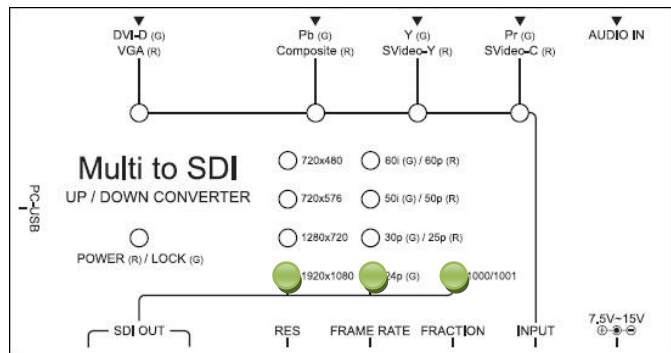 DVI-D (G)
VGA (R)
Pb (G)
Composite (R)
Y (G)
SVideo-Y (R)
Pr (G)
SVideo-C (R)
AUDIO IN
Multi to SDI
UP / DOWN CONVERTER
PC-USB
POWER (R) / LOCK (G)
720x480
60i (G) / 60p (R)
720x576
50i (G) / 50p (R)
1280x720
30p (G) / 25p (R)
1920x1080
24p (G)
1000/1001
SDI OUT
RES
FRAME RATE
FRACTION
INPUT
7.5V~15V